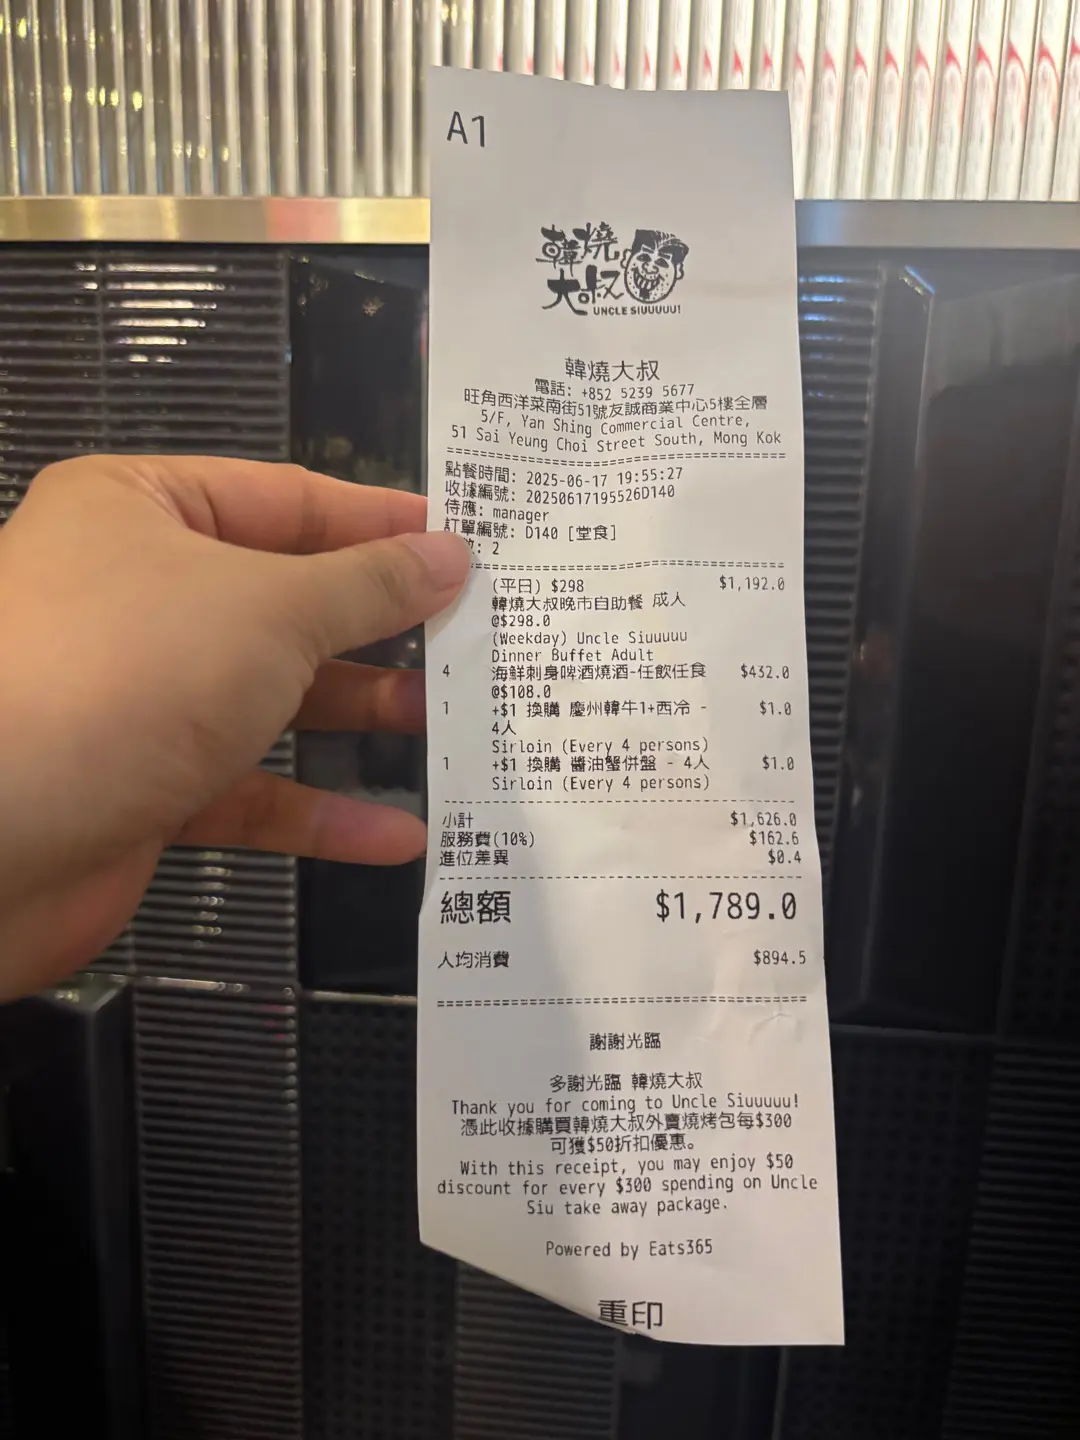 A1
韓燒
大叔
UNCLE SIUUUUU!
韓燒大叔
電話: +852 5239 5677
旺角西洋菜南街51號友誠商業中心5樓全層
5/F, Yan Shing Commercial Centre,
51 Sai Yeung Choi Street South, Mong Kok
點餐時間: 2025-06-17 19:55:27
收據編號: 20250617195526D140
侍應: manager
訂單編號: D140 [堂食]
: 2
(平日) $298 $1,192.0
韓燒大叔晚市自助餐 成人
@$298.0
(Weekday) Uncle Siuuuuu
Dinner Buffet Adult
4 海鮮刺身啤酒燒酒-任飲任食 $432.0
@$108.0
1 +$1 換購 慶州韓牛1+西冷 - $1.0
4人
Sirloin (Every 4 persons)
1 +$1 換購 醬油蟹併盤 - 4人 $1.0
Sirloin (Every 4 persons)
小計 $1,626.0
服務費(10%) $162.6
進位差異 $0.4
總額 $1,789.0
人均消費 $894.5
謝謝光臨
多謝光臨 韓燒大叔
Thank you for coming to Uncle Siuuuuu!
憑此收據購買韓燒大叔外賣燒烤包每$300
可獲$50折扣優惠。
With this receipt, you may enjoy $50
discount for every $300 spending on Uncle
Siu take away package.
Powered by Eats365
重印